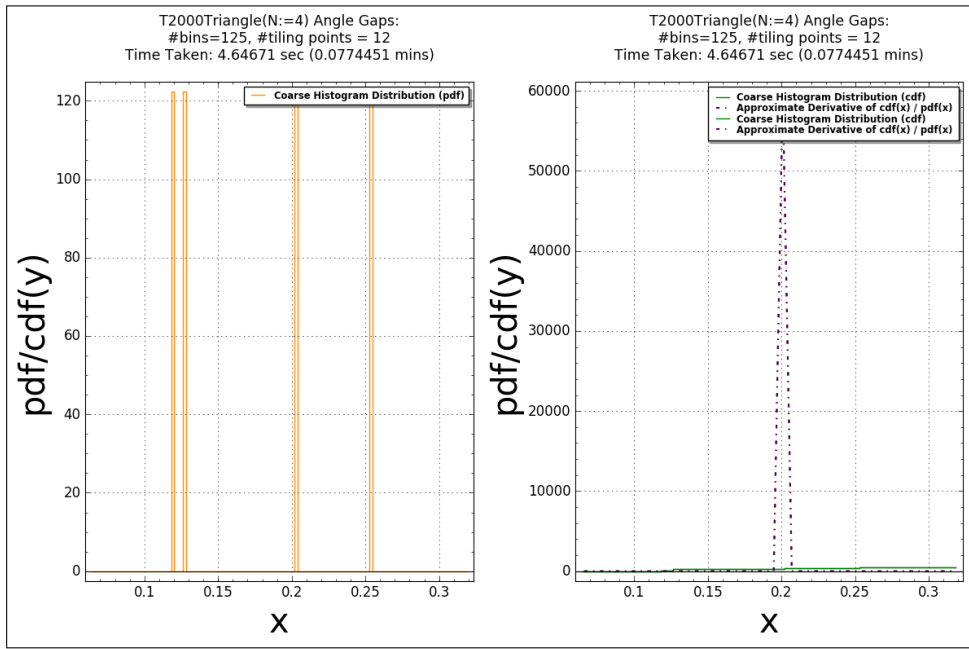 T2000Triangle(N:=4) Angle Gaps:
#bins=125, #tiling points = 12
Time Taken: 4.64671 sec (0.0774451 mins)
Coarse Histogram Distribution (pdf)
120
100
80
60
40
20
0
pdf/cdf(y)
0.1
0.15
0.2
0.25
0.3
x
T2000Triangle(N:=4) Angle Gaps:
#bins=125, #tiling points = 12
Time Taken: 4.64671 sec (0.0774451 mins)
Coarse Histogram Distribution (cdf)
Approximate Derivative of cdf(x) / pdf(x)
Coarse Histogram Distribution (cdf)
Approximate Derivative of cdf(x) / pdf(x)
60000
50000
40000
30000
20000
10000
0
pdf/cdf(y)
0.1
0.15
0.2
0.25
0.3
x